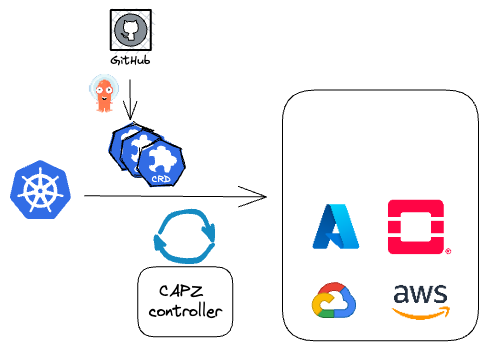 GitHub
CRD
CAPZ
controller
aws
®